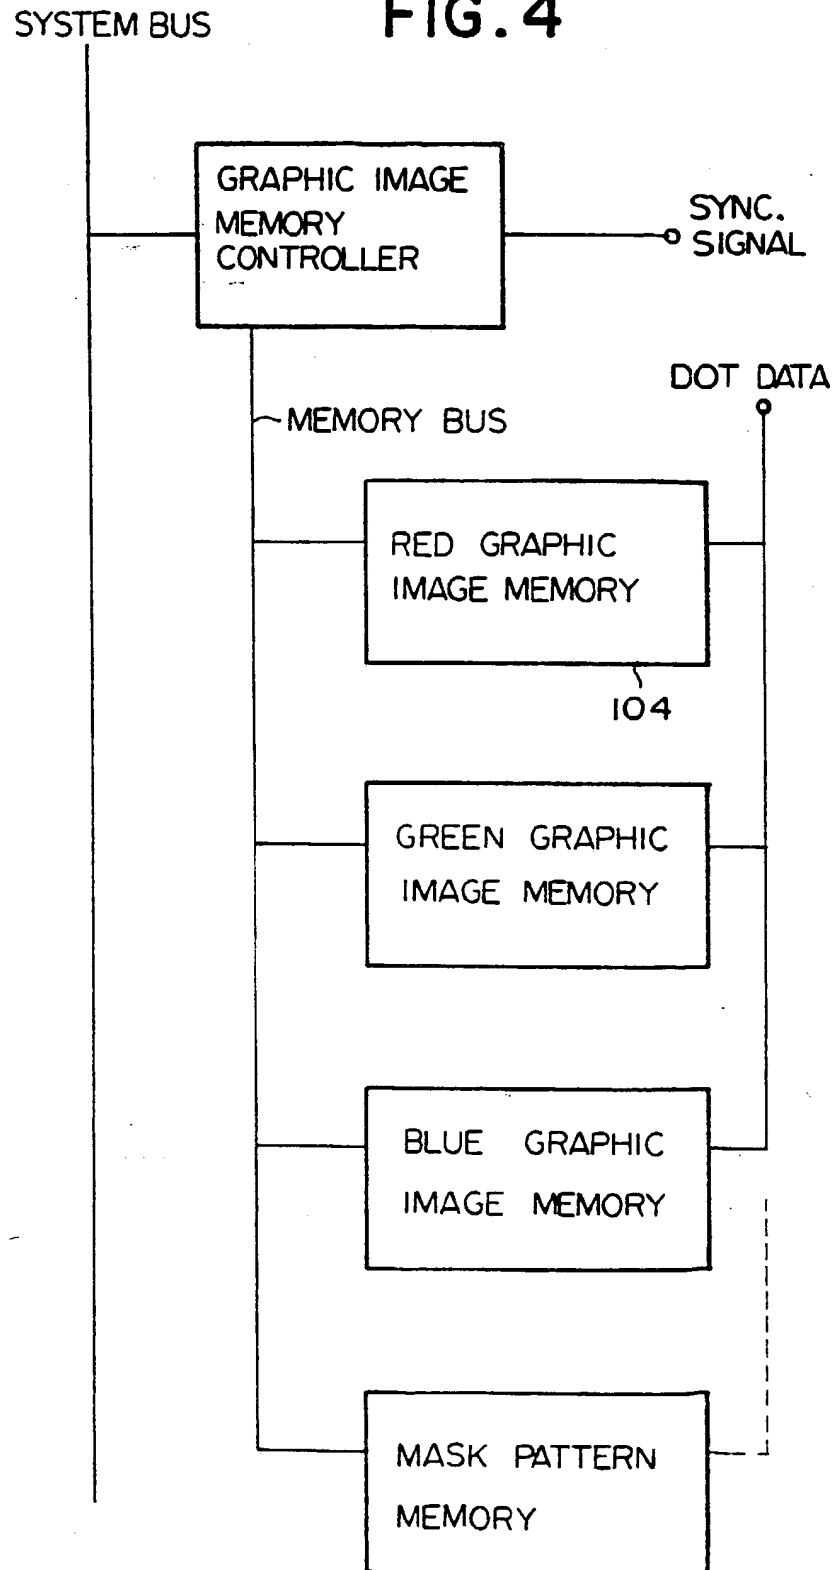 SYSTEM BUS
FIG. 4
GRAPHIC IMAGE
MEMORY
CONTROLLER
SYNC.
SIGNAL
DOT DATA
MEMORY BUS
RED GRAPHIC
IMAGE MEMORY
104
GREEN GRAPHIC
IMAGE MEMORY
BLUE GRAPHIC
IMAGE MEMORY
MASK PATTERN
MEMORY